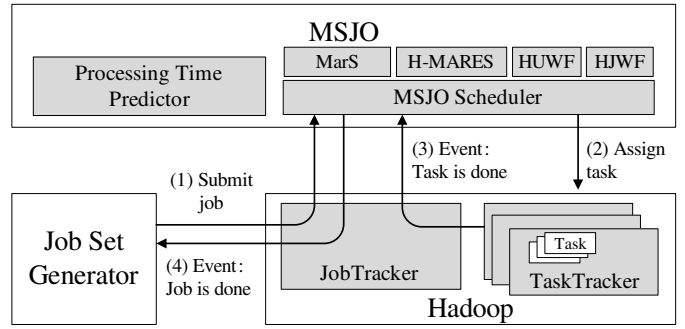 MSJO
Processing Time
Predictor
MarS
H-MARES
HUWF
HJWF
MSJO Scheduler
(1) Submit
job
(3) Event:
Task is done
(2) Assign
task
Job Set
Generator
(4) Event:
Job is done
JobTracker
Task
TaskTracker
Hadoop